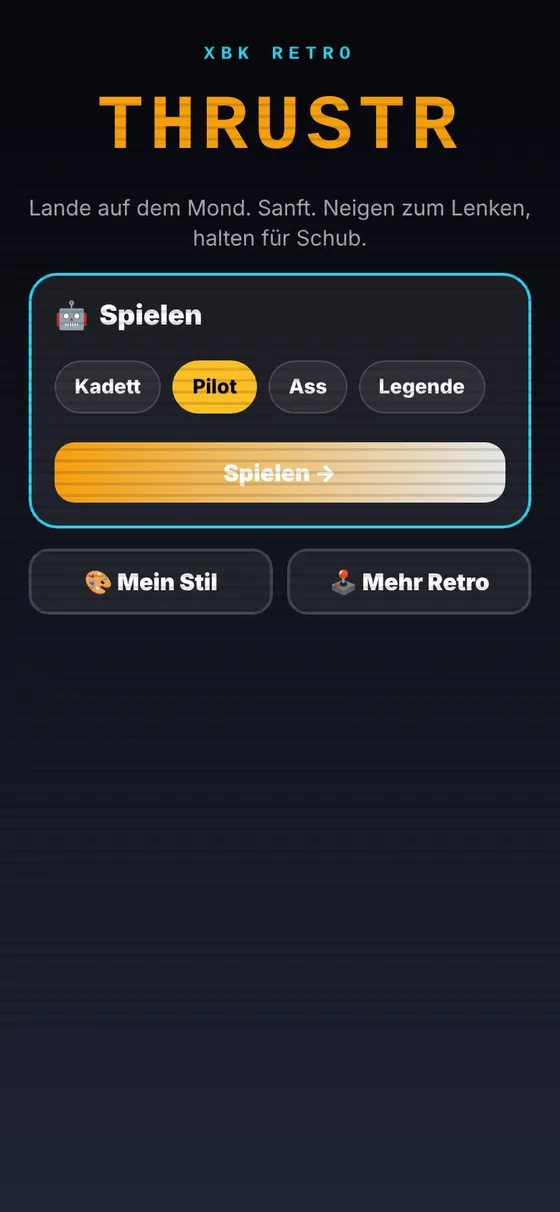 XBK RETRO
THRUSTR
Lande auf dem Mond. Sanft. Neigen zum Lenken,
halten für Schub.
🤖 Spielen
Kadett Pilot Ass Legende
Spielen →
🎨 Mein Stil 🕹️ Mehr Retro